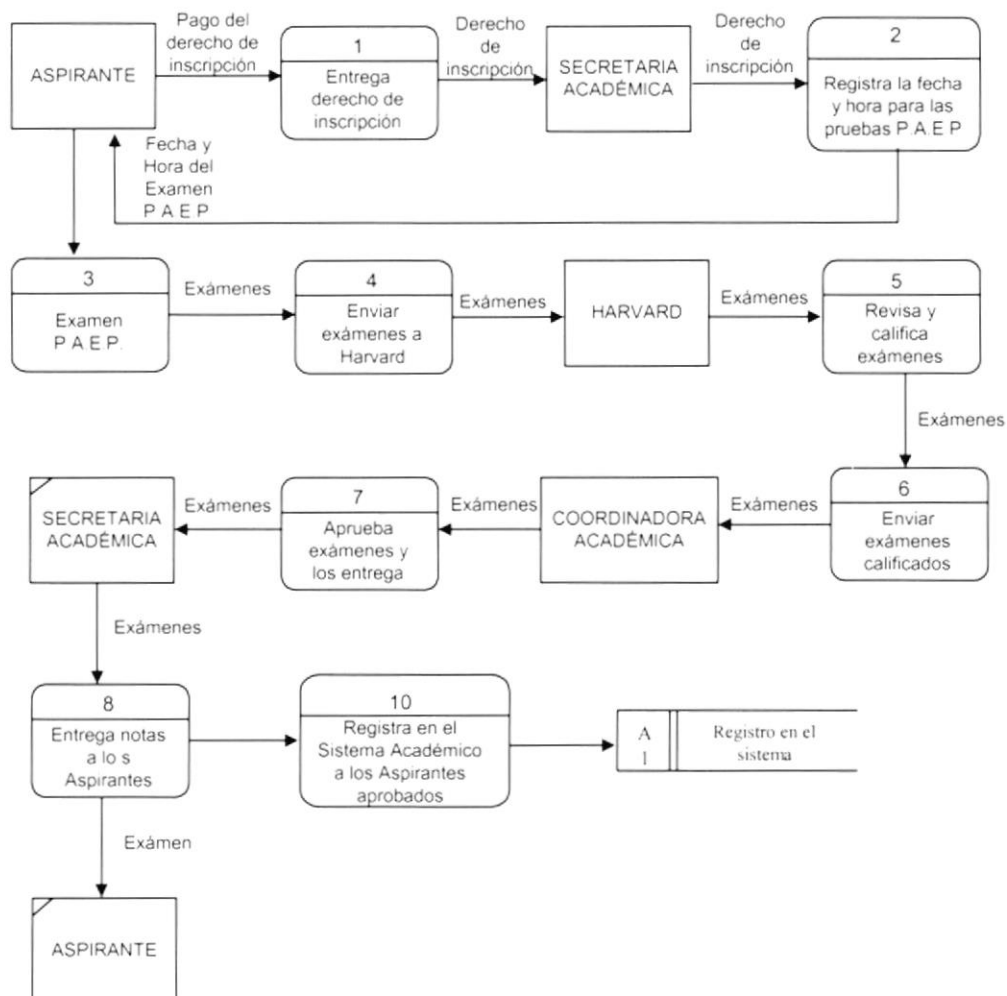 ASPIRANTE
Pago del
derecho de
inscripción
1
Entrega
derecho de
inscripción
Derecho
de
inscripción
SECRETARIA
ACADÉMICA
Derecho
de
inscripción
2
Registra la fecha
y hora para las
pruebas P.A.E P
Fecha y
Hora del
Examen
P A E P
3
Examen
P A E P.
Exámenes
4
Enviar
exámenes a
Harvard
Exámenes
HARVARD
Exámenes
5
Revisa y
califica
exámenes
Exámenes
SECRETARIA
ACADÉMICA
Exámenes
7
Aprueba
exámenes y
los entrega
Exámenes
COORDINADORA
ACADÉMICA
Exámenes
6
Enviar
exámenes
calificados
Exámenes
8
Entrega notas
a lo s
Aspirantes
10
Registra en el
Sistema Académico
a los Aspirantes
aprobados
A
1
Registro en el
sistema
Exámen
ASPIRANTE